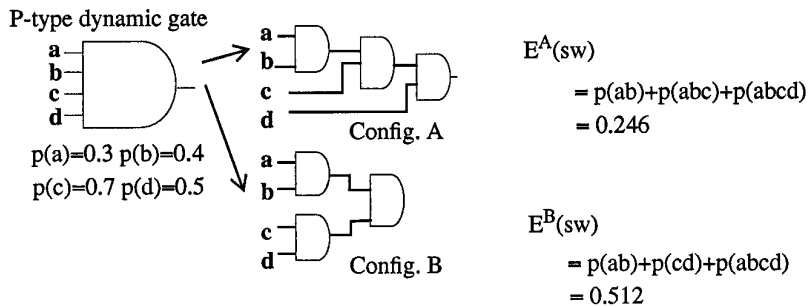 P-type dynamic gate
a
b
c
d
p(a)=0.3 p(b)=0.4
p(c)=0.7 p(d)=0.5
a
b
c
d
Config. A
a
b
c
d
Config. B
E^A(sw)
= p(ab)+p(abc)+p(abcd)
= 0.246
E^B(sw)
= p(ab)+p(cd)+p(abcd)
= 0.512